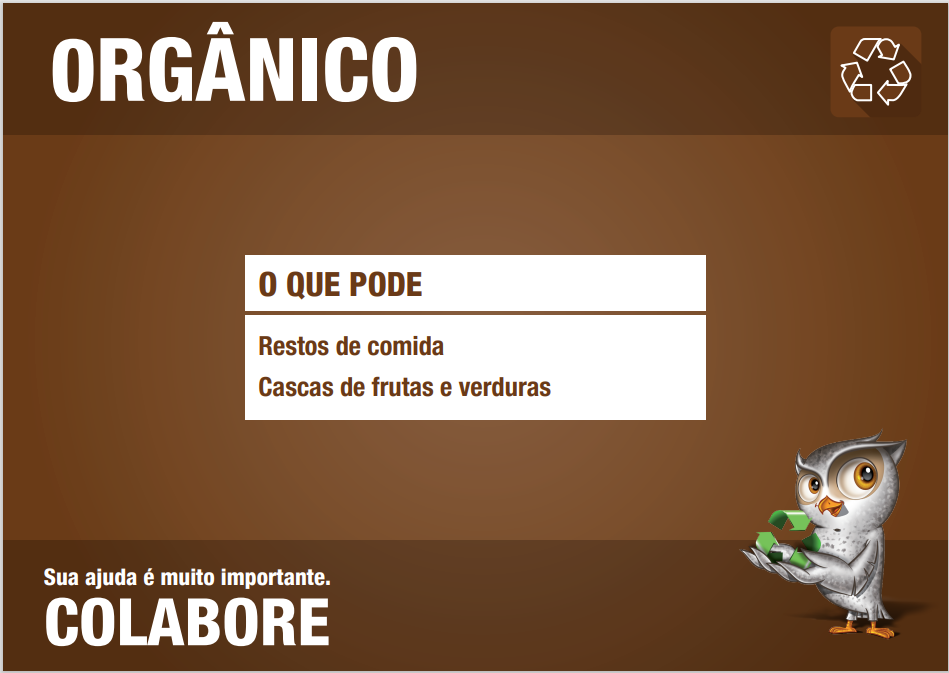 ORGÂNICO
O QUE PODE
Restos de comida
Cascas de frutas e verduras
Sua ajuda é muito importante.
COLABORE